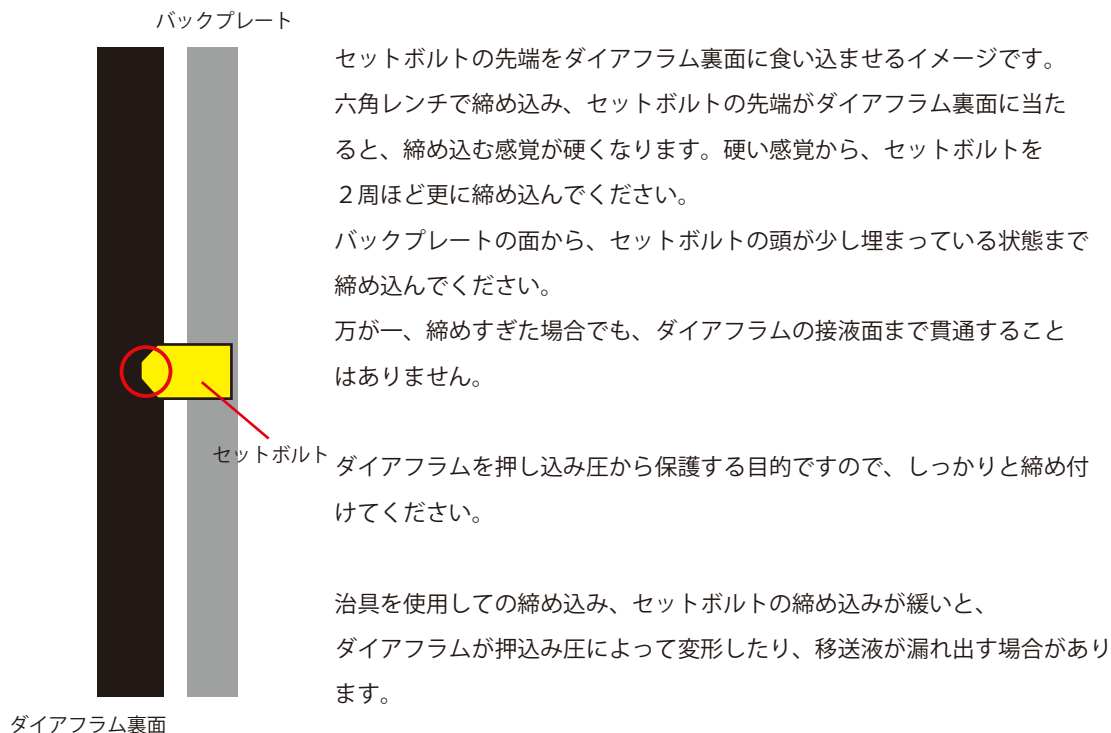 バックプレート
セットボルトの先端をダイアフラム裏面に食い込ませるイメージです。
六角レンチで締め込み、セットボルトの先端がダイアフラム裏面に当た
ると、締め込む感覚が硬くなります。硬い感覚から、セットボルトを
２周ほど更に締め込んでください。
バックプレートの面から、セットボルトの頭が少し埋まっている状態まで
締め込んでください。
万が一、締めすぎた場合でも、ダイアフラムの接液面まで貫通すること
はありません。
セットボルト
ダイアフラムを押し込み圧から保護する目的ですので、しっかりと締め付
けてください。
治具を使用しての締め込み、セットボルトの締め込みが緩いと、
ダイアフラムが押込み圧によって変形したり、移送液が漏れ出す場合があり
ます。
ダイアフラム裏面